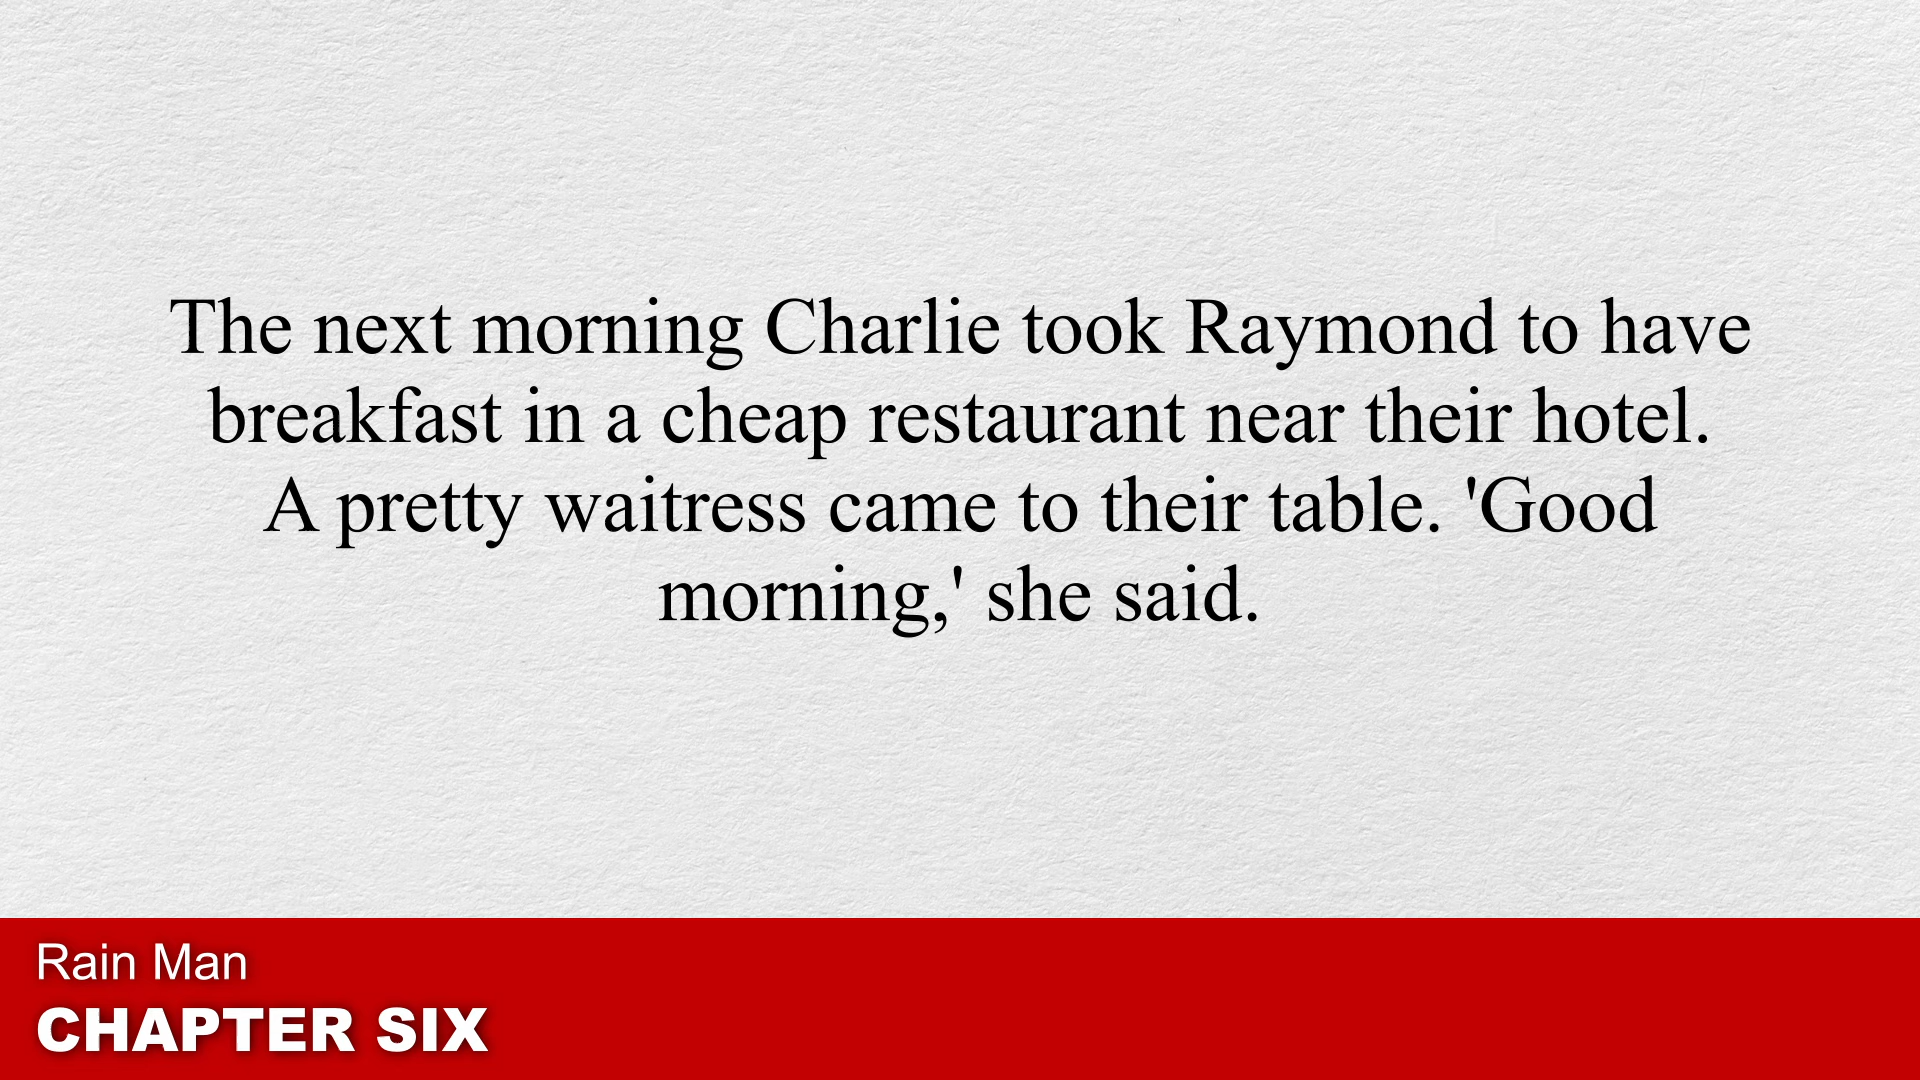 The next morning Charlie took Raymond to have
breakfast in a cheap restaurant near their hotel.
A pretty waitress came to their table. 'Good
morning,' she said.
Rain Man
CHAPTER SIX